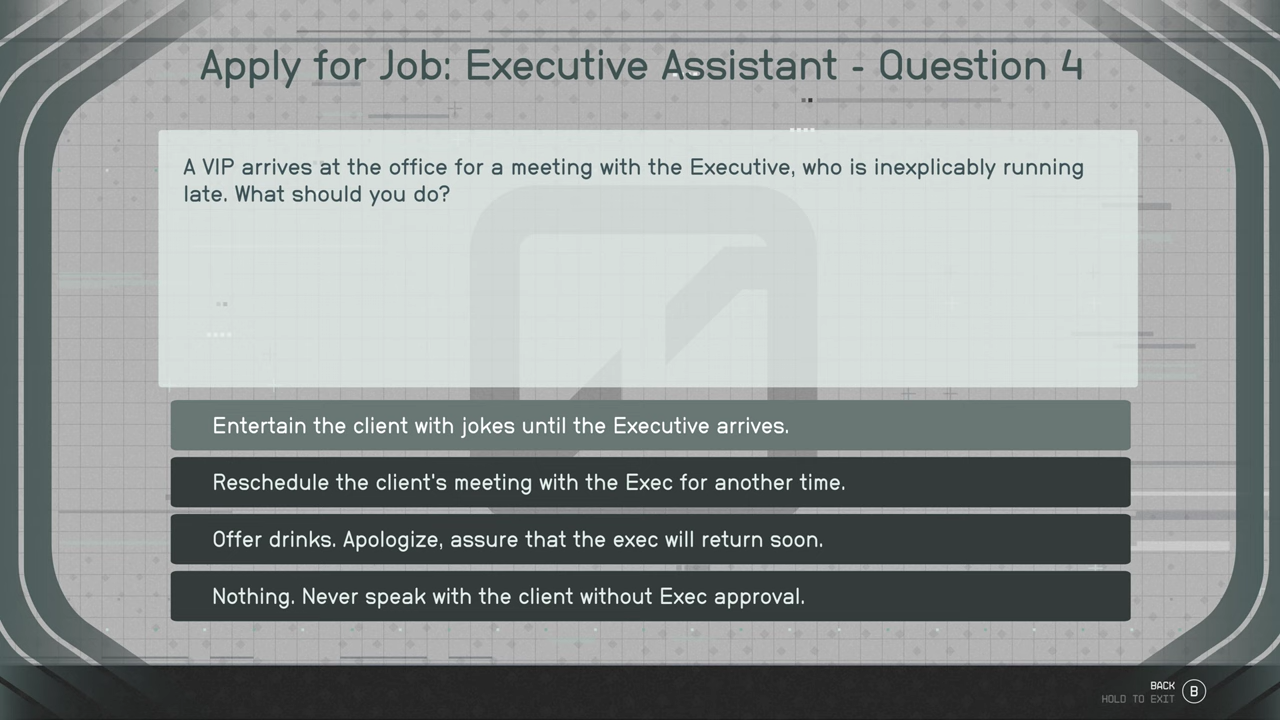 Apply for Job: Executive Assistant - Question 4
A VIP arrives at the office for a meeting with the Executive, who is inexplicably running
late. What should you do?
Entertain the client with jokes until the Executive arrives.
Reschedule the client's meeting with the Exec for another time.
Offer drinks. Apologize, assure that the exec will return soon.
Nothing. Never speak with the client without Exec approval.
BACK
HOLD TO EXIT
B